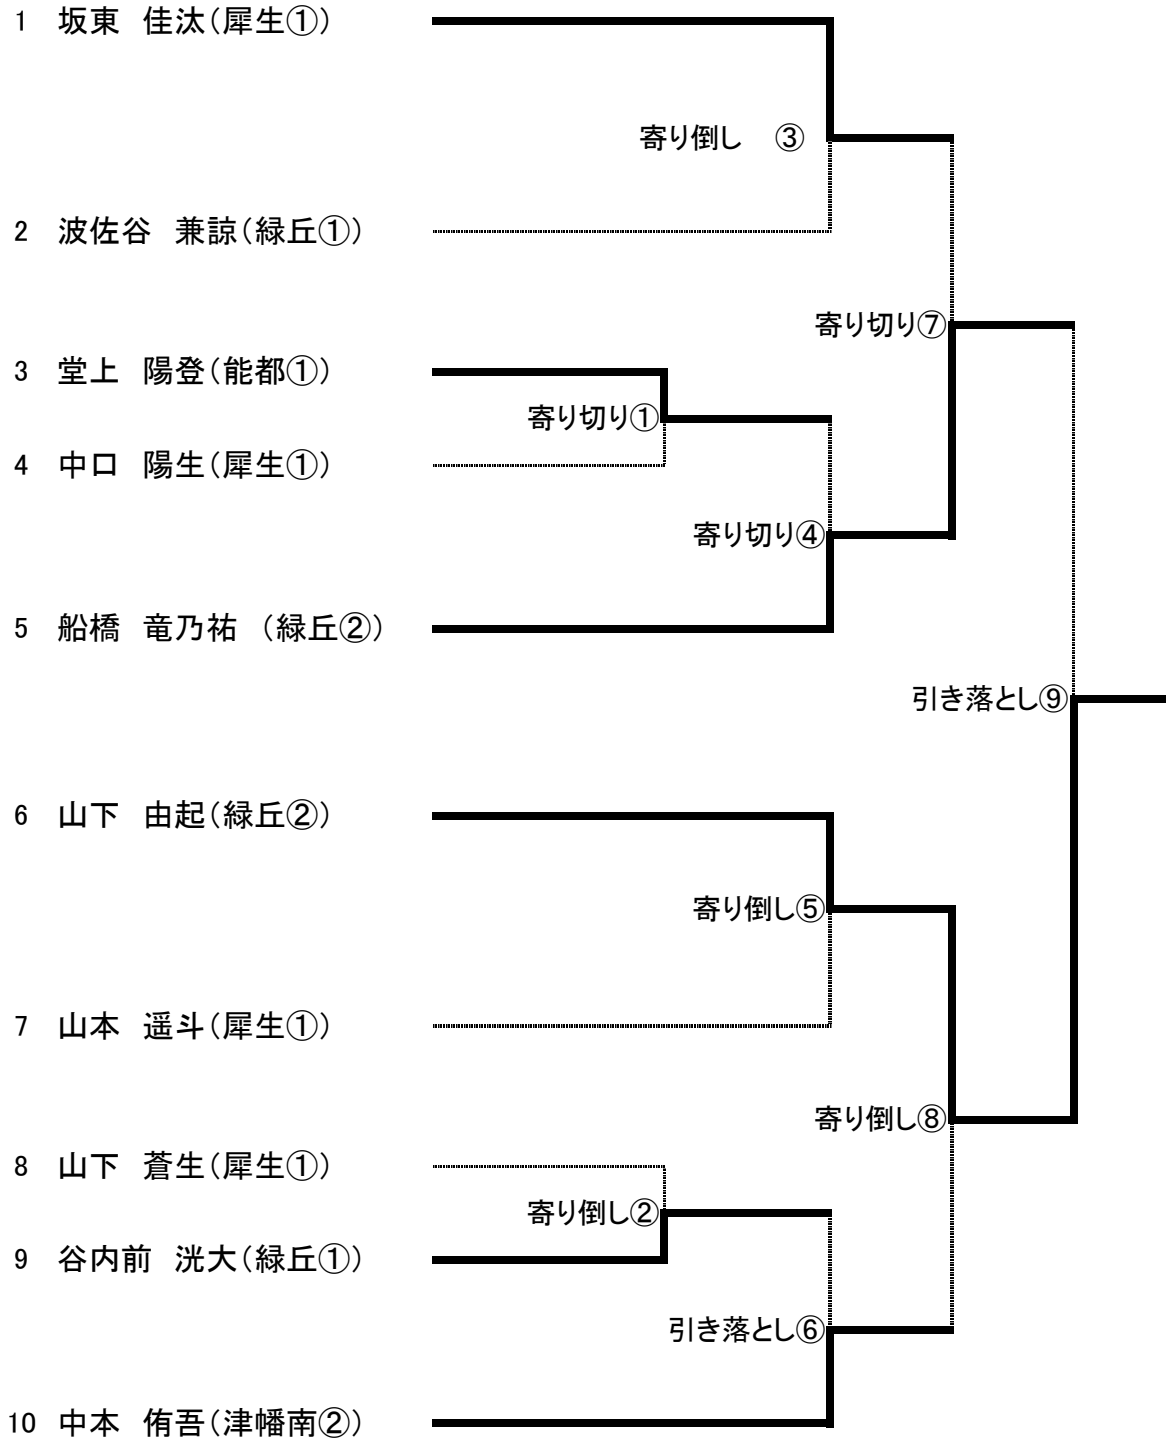 1 坂東 佳汰(犀生①)
寄り倒し ③
2 波佐谷 兼諒(緑丘①)
寄り切り⑦
3 堂上 陽登(能都①)
寄り切り①
4 中口 陽生(犀生①)
寄り切り④
5 船橋 竜乃祐 (緑丘②)
引き落とし⑨
6 山下 由起(緑丘②)
寄り倒し⑤
7 山本 遥斗(犀生①)
寄り倒し⑧
8 山下 蒼生(犀生①)
寄り倒し②
9 谷内前 洸大(緑丘①)
引き落とし⑥
10 中本 侑吾(津幡南②)